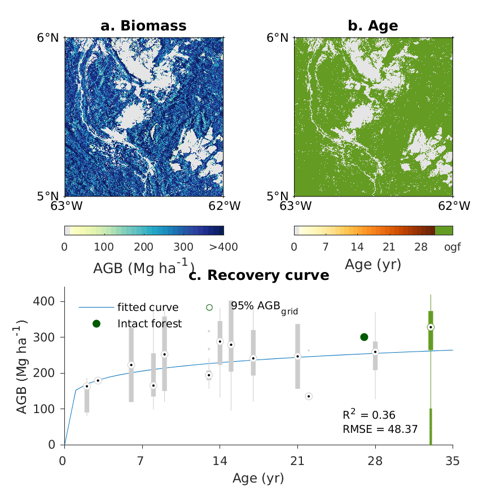 a. Biomass
b. Age
6°N
5°N
63°W
62°W
6°N
5°N
63°W
62°W
0 100 200 300 >400
AGB (Mg ha-1)
0 7 14 21 28 ogf
Age (yr)
c. Recovery curve
fitted curve
Intact forest
95% AGBgrid
400
300
200
100
0
AGB (Mg ha-1)
R2 = 0.36
RMSE = 48.37
0 7 14 21 28 35
Age (yr)